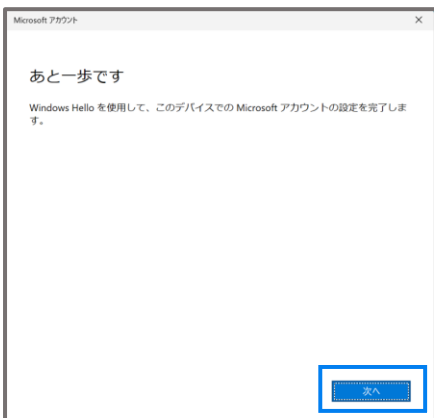 Microsoft アカウント
あと一歩です
Windows Hello を使用して、このデバイスでの Microsoft アカウントの設定を完了しま
す。
次へ